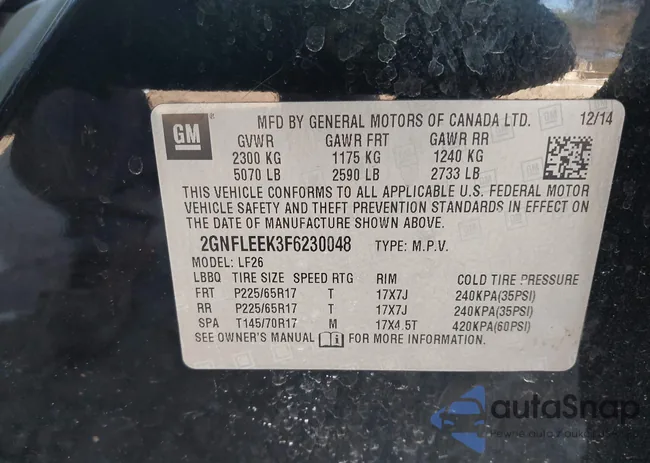 GM
MFD BY GENERAL MOTORS OF CANADA LTD. 12/14
GVWR GAWR FRT GAWR RR
2300 KG 1175 KG 1240 KG
5070 LB 2590 LB 2733 LB
THIS VEHICLE CONFORMS TO ALL APPLICABLE U.S. FEDERAL MOTOR
VEHICLE SAFETY AND THEFT PREVENTION STANDARDS IN EFFECT ON
THE DATE OF MANUFACTURE SHOWN ABOVE.
2GNFLEEK3F6230048 TYPE: M.P.V.
MODEL: LF26
LBBQ TIRE SIZE SPEED RTG RIM COLD TIRE PRESSURE
FRT P225/65R17 T 17X7J 240KPA(35PSI)
RR P225/65R17 T 17X7J 240KPA(35PSI)
SPA T145/70R17 M 17X4.5T 420KPA(60PSI)
SEE OWNER'S MANUAL FOR MORE INFORMATION.
autaSnap